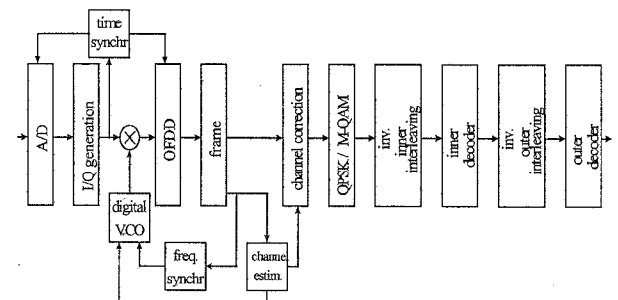 time
synchr
A/D
I/Q generation
OFDD
frame
channel correction
QPSK / M-QAM
inv.
inner
interleaving
inner
decoder
inv.
outer
interleaving
outer
decoder
digital
VCO
freq.
synchr
channe.
estim.